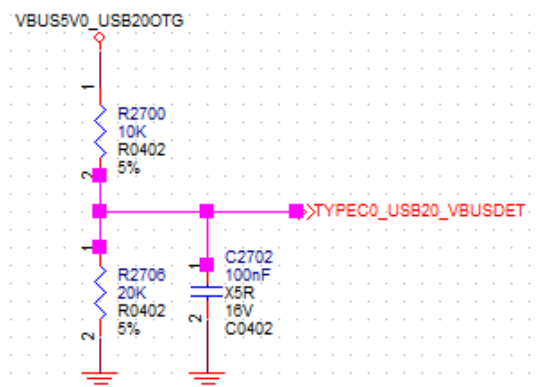 VBUS5V0_USB20OTG
1
R2700
10K
R0402
5%
2
TYPEC0_USB20_VBUSDET
1
R2706
20K
R0402
5%
2
1
C2702
100nF
X5R
16V
C0402
2